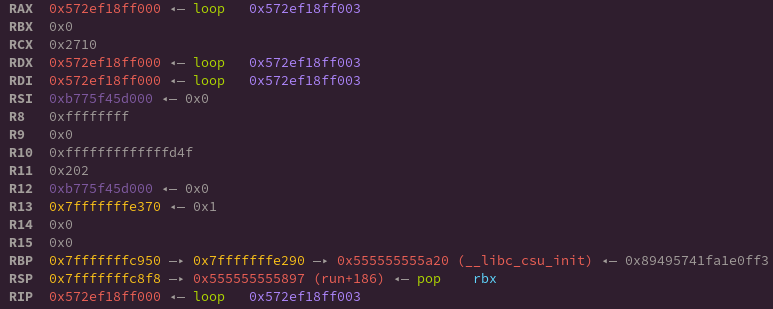 RAX 0x572ef18ff000 ◂— loop 0x572ef18ff003
RBX 0x0
RCX 0x2710
RDX 0x572ef18ff000 ◂— loop 0x572ef18ff003
RDI 0x572ef18ff000 ◂— loop 0x572ef18ff003
RSI 0xb775f45d000 ◂— 0x0
R8 0xffffffff
R9 0x0
R10 0xfffffffffffffd4f
R11 0x202
R12 0xb775f45d000 ◂— 0x0
R13 0x7fffffffe370 ◂— 0x1
R14 0x0
R15 0x0
RBP 0x7fffffffc950 —▸ 0x7fffffffe290 —▸ 0x555555555a20 (__libc_csu_init) ◂— 0x89495741fa1e0ff3
RSP 0x7fffffffc8f8 —▸ 0x555555555897 (run+186) ◂— pop rbx
RIP 0x572ef18ff000 ◂— loop 0x572ef18ff003